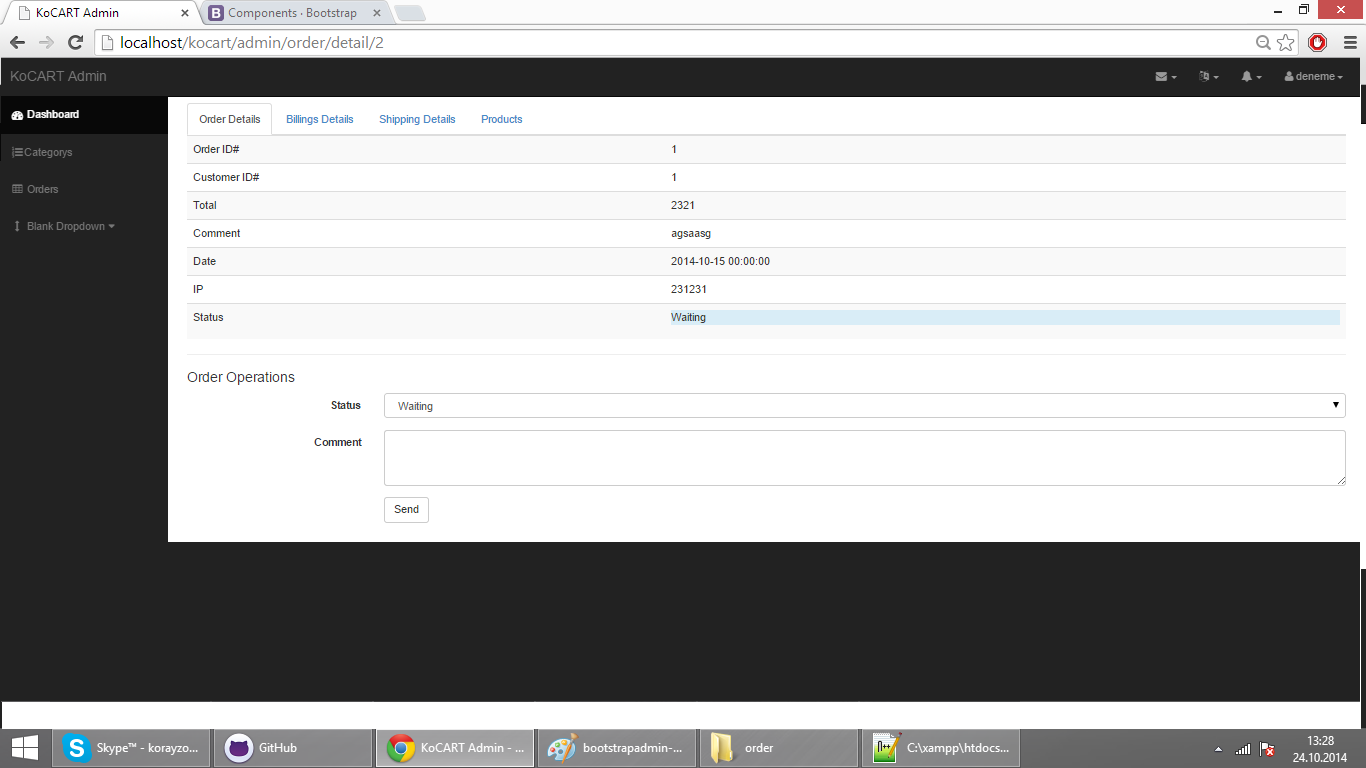 KoCART Admin
Components · Bootstrap
localhost/kocart/admin/order/detail/2
KoCART Admin
deneme
Dashboard
Categorys
Orders
Blank Dropdown
Order Details
Billings Details
Shipping Details
Products
Order ID# 1
Customer ID# 1
Total 2321
Comment agsaasg
Date 2014-10-15 00:00:00
IP 231231
Status Waiting
Order Operations
Status Waiting
Comment
Send
Skype™ - korayzo...
GitHub
KoCART Admin - ...
bootstrapadmin-...
order
C:\xampp\htdocs...
13:28
24.10.2014